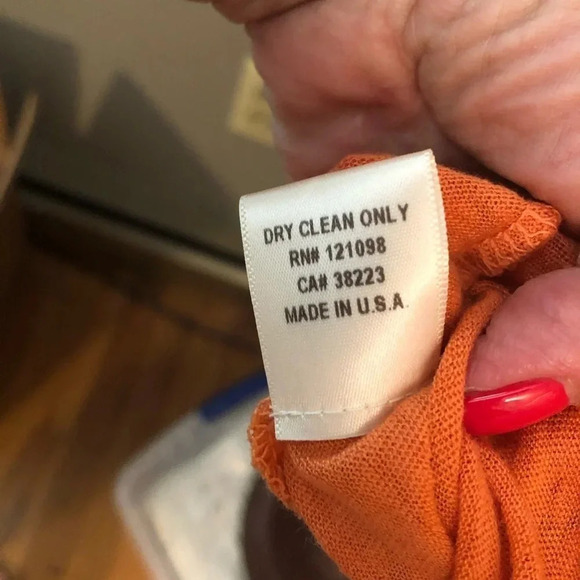 DRY CLEAN ONLY
RN# 121098
CA# 38223
MADE IN U.S.A.